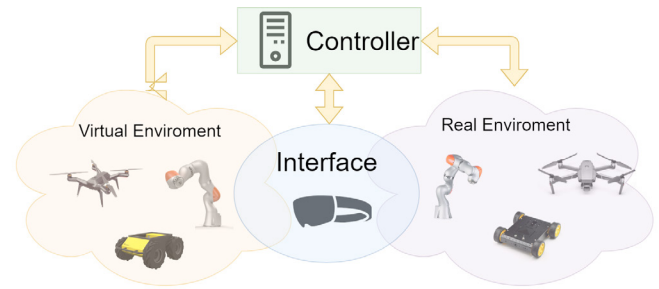 Controller
Virtual Enviroment
Real Enviroment
Interface